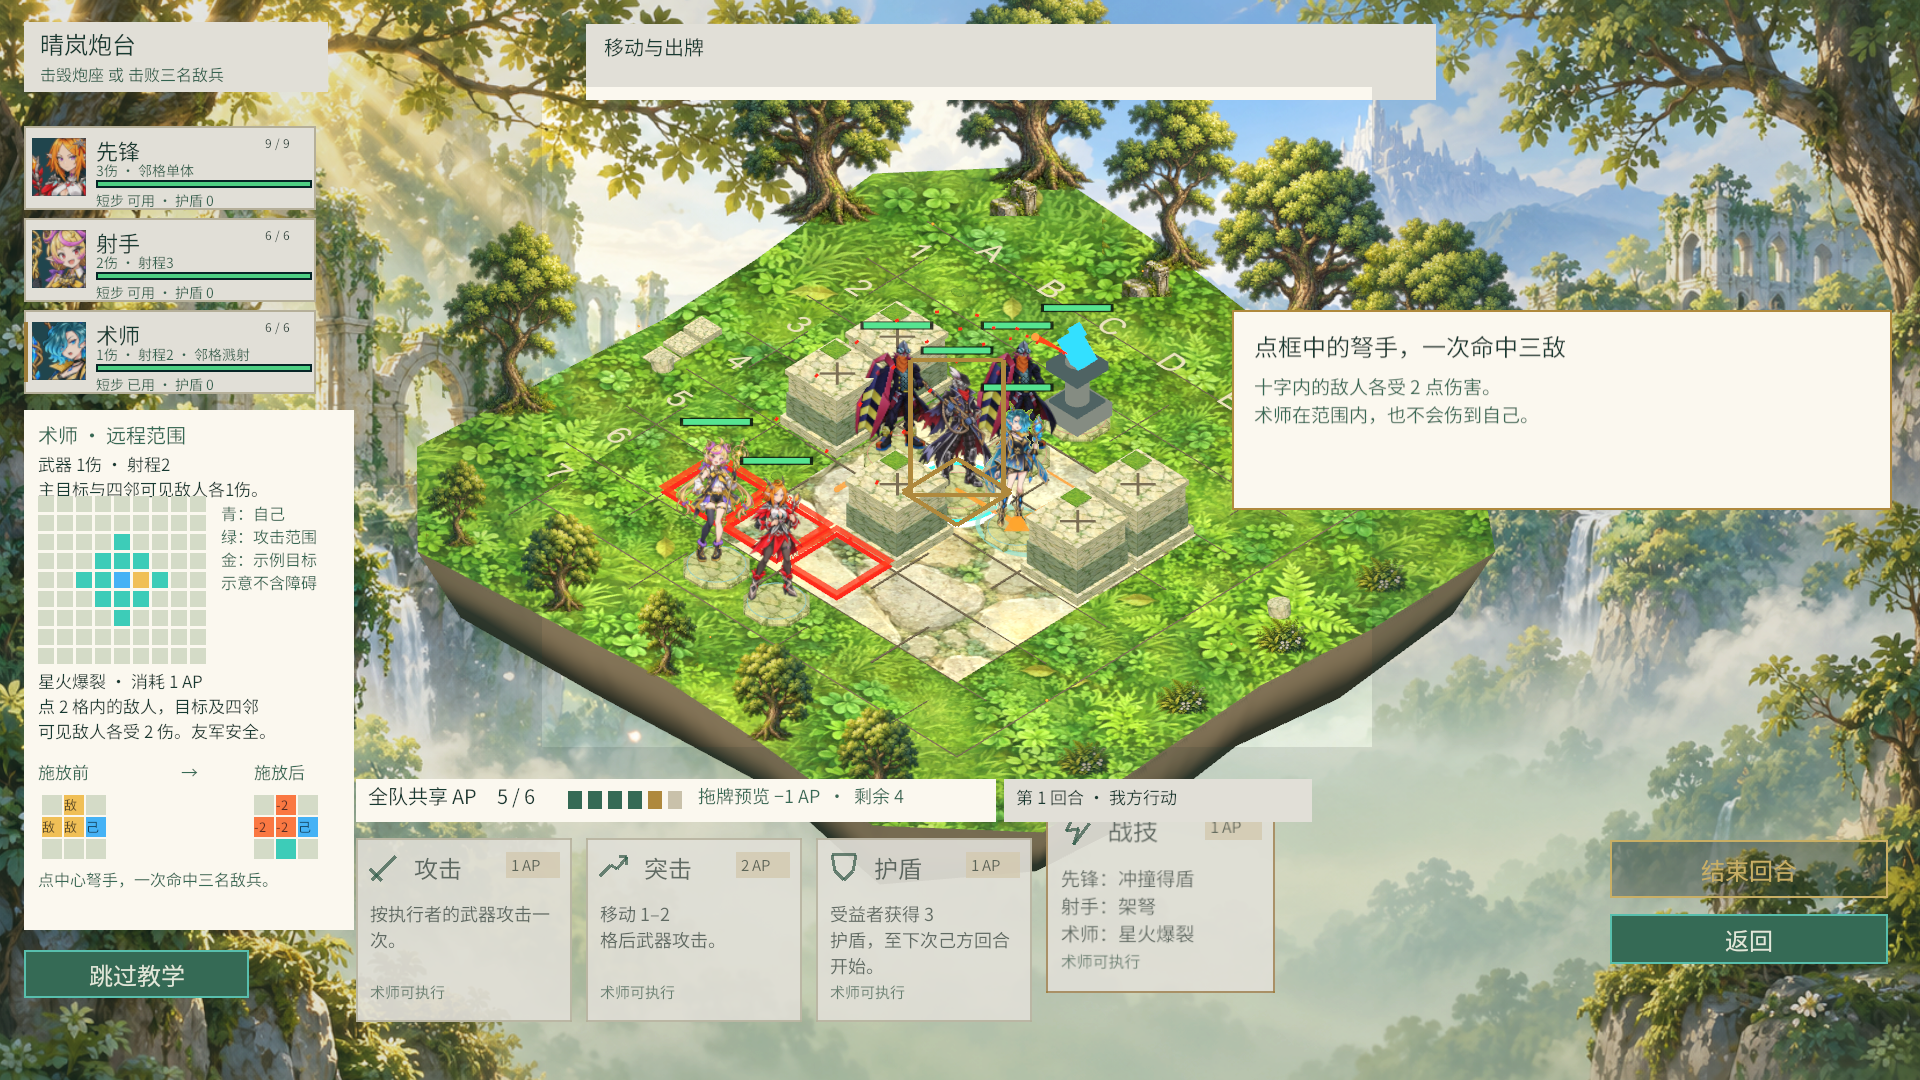 晴岚炮台
击毁炮座 或 击败三名敌兵
移动与出牌
先锋
9 / 9
3伤 · 邻格单体
短步 可用 · 护盾 0
射手
6 / 6
2伤 · 射程3
短步 可用 · 护盾 0
术师
6 / 6
1伤 · 射程2 · 邻格溅射
短步 已用 · 护盾 0
术师 · 远程范围
武器 1伤 · 射程2
主目标与四邻可见敌人各1伤。
青：自己
绿：攻击范围
金：示例目标
示意不含障碍
星火爆裂 · 消耗 1 AP
点 2 格内的敌人，目标及四邻
可见敌人各受 2 伤。友军安全。
施放前 → 施放后
敌
敌 敌 己
-2
-2 -2 己
点中心弩手，一次命中三名敌兵。
跳过教学
1
2
3
4
5
6
7
A
B
C
D
点框中的弩手，一次命中三敌
十字内的敌人各受 2 点伤害。
术师在范围内，也不会伤到自己。
全队共享 AP 5 / 6
拖牌预览 −1 AP · 剩余 4
第 1 回合 · 我方行动
攻击
1 AP
按执行者的武器攻击一
次。
术师可执行
突击
2 AP
移动 1–2
格后武器攻击。
术师可执行
护盾
1 AP
受益者获得 3
护盾，至下次己方回合
开始。
术师可执行
战技
1 AP
先锋：冲撞得盾
射手：架弩
术师：星火爆裂
术师可执行
结束回合
返回